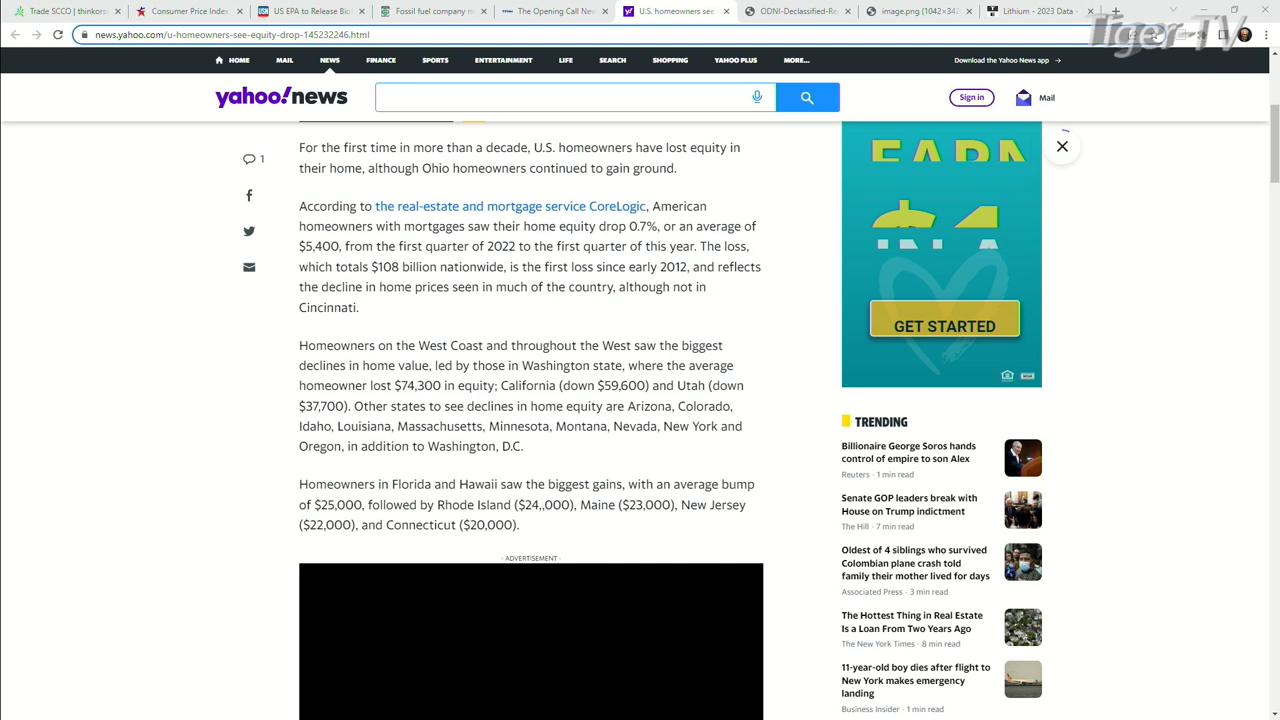 Trade SCCO | thinkors
Consumer Price Index
US EPA to Release Bio
Fossil fuel company m
The Opening Call New
U.S. homeowners see
ODNI-Declassified-Re
image.png (1042×34
Lithium - 2023 Data -
Tiger-TV
news.yahoo.com/u-homeowners-see-equity-drop-145232246.html
HOME MAIL NEWS FINANCE SPORTS ENTERTAINMENT LIFE SEARCH SHOPPING YAHOO PLUS MORE... Download the Yahoo News app →
yahoo!news
Sign in
Mail
For the first time in more than a decade, U.S. homeowners have lost equity in
their home, although Ohio homeowners continued to gain ground.
1
According to the real-estate and mortgage service CoreLogic, American
homeowners with mortgages saw their home equity drop 0.7%, or an average of
$5,400, from the first quarter of 2022 to the first quarter of this year. The loss,
which totals $108 billion nationwide, is the first loss since early 2012, and reflects
the decline in home prices seen in much of the country, although not in
Cincinnati.
Homeowners on the West Coast and throughout the West saw the biggest
declines in home value, led by those in Washington state, where the average
homeowner lost $74,300 in equity; California (down $59,600) and Utah (down
$37,700). Other states to see declines in home equity are Arizona, Colorado,
Idaho, Louisiana, Massachusetts, Minnesota, Montana, Nevada, New York and
Oregon, in addition to Washington, D.C.
Homeowners in Florida and Hawaii saw the biggest gains, with an average bump
of $25,000, followed by Rhode Island ($24,,000), Maine ($23,000), New Jersey
($22,000), and Connecticut ($20,000).
- ADVERTISEMENT -
EARN
GET STARTED
TRENDING
Billionaire George Soros hands
control of empire to son Alex
Reuters · 1 min read
Senate GOP leaders break with
House on Trump indictment
The Hill · 7 min read
Oldest of 4 siblings who survived
Colombian plane crash told
family their mother lived for days
Associated Press · 3 min read
The Hottest Thing in Real Estate
Is a Loan From Two Years Ago
The New York Times · 8 min read
11-year-old boy dies after flight to
New York makes emergency
landing
Business Insider · 1 min read